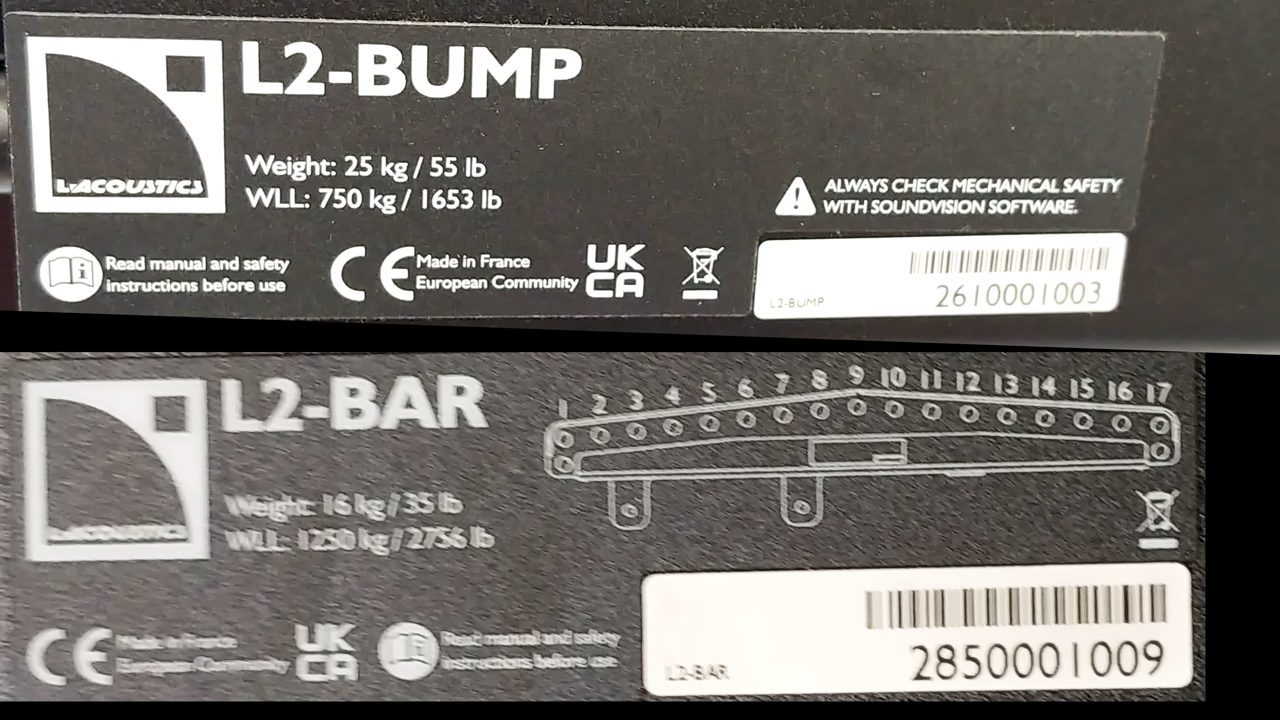 L2-BUMP
L-ACOUSTICS
Weight: 25 kg / 55 lb
WLL: 750 kg / 1653 lb
ALWAYS CHECK MECHANICAL SAFETY
WITH SOUNDVISION SOFTWARE.
Read manual and safety
instructions before use
CE
Made in France
European Community
UK
CA
L2-BUMP
2610001003
L2-BAR
1 2 3 4 5 6 7 8 9 10 11 12 13 14 15 16 17
L-ACOUSTICS
Weight: 16 kg / 35 lb
WLL: 1250 kg / 2756 lb
CE
Made in France
European Community
UK
CA
Read manual and safety
instructions before use
L2-BAR
2850001009